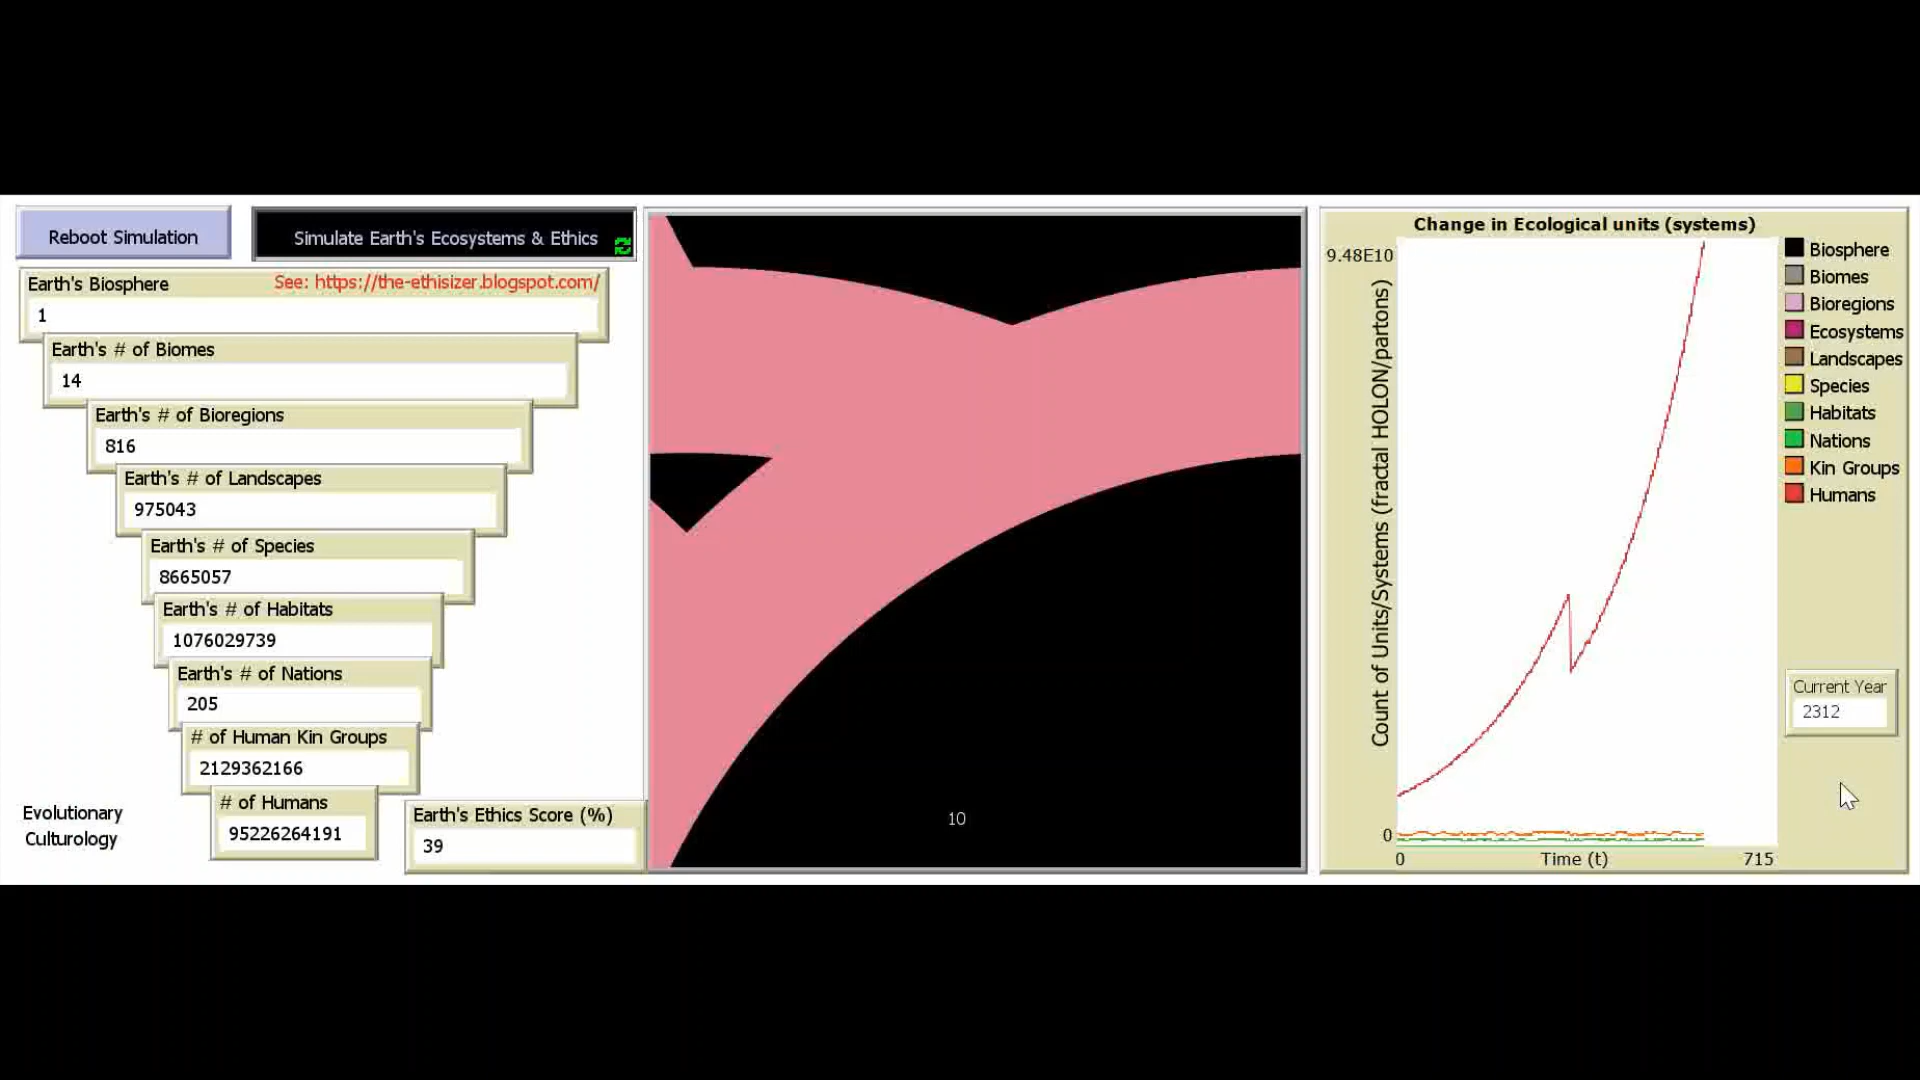 Reboot Simulation
Simulate Earth's Ecosystems & Ethics
Earth's Biosphere
See: https://the-ethisizer.blogspot.com/
1
Earth's # of Biomes
14
Earth's # of Bioregions
816
Earth's # of Landscapes
975043
Earth's # of Species
8665057
Earth's # of Habitats
1076029739
Earth's # of Nations
205
# of Human Kin Groups
2129362166
# of Humans
95226264191
Evolutionary
Culturology
Earth's Ethics Score (%)
39
10
Change in Ecological units (systems)
9.48E10
Count of Units/Systems (fractal HOLON/partons)
0
0
Time (t)
715
Biosphere
Biomes
Bioregions
Ecosystems
Landscapes
Species
Habitats
Nations
Kin Groups
Humans
Current Year
2312